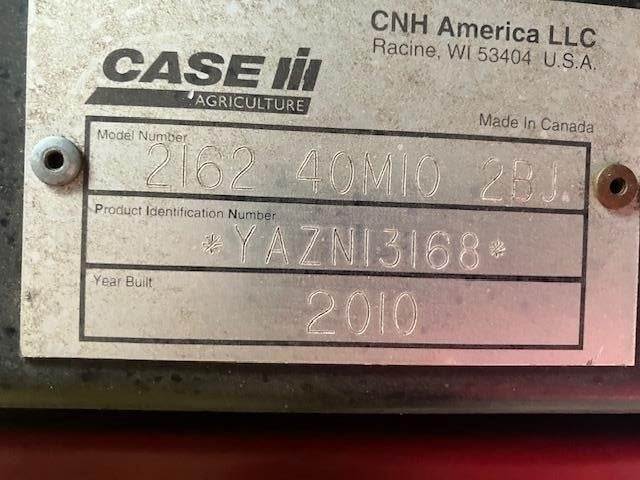 CNH America LLC
Racine, WI 53404 U.S.A.
CASE IH
AGRICULTURE
Made In Canada
Model Number
2162 40M10 2BJ.
Product Identification Number
*YAZN13168*
Year Built
2010